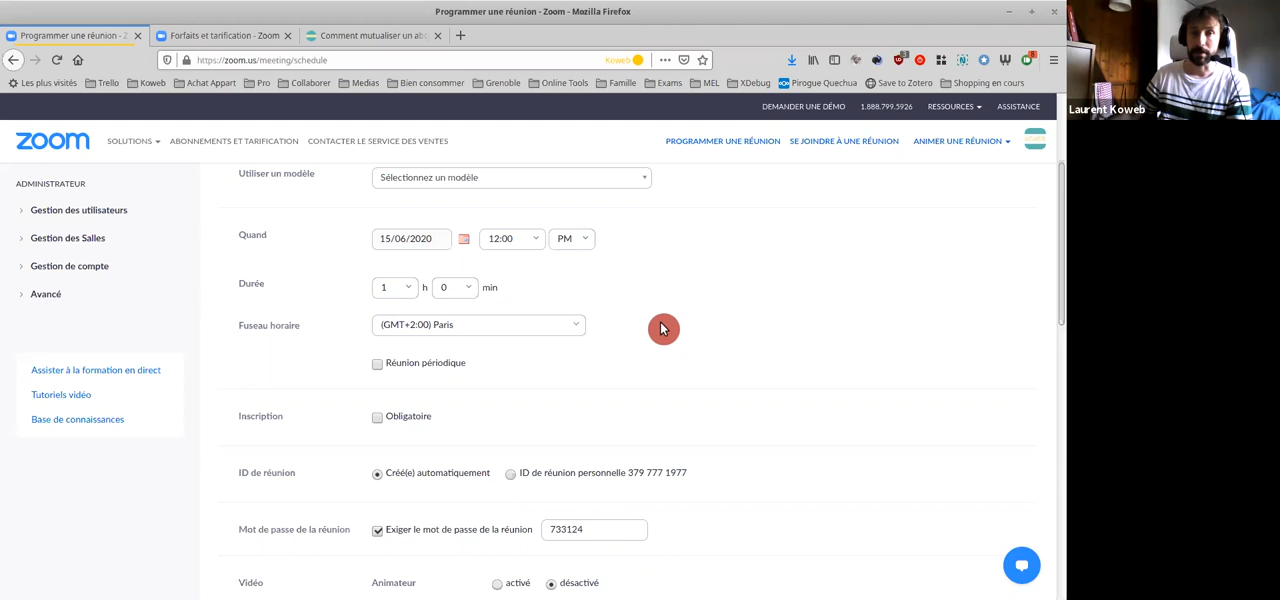 Programmer une réunion - Zoom - Mozilla Firefox
Programmer une réunion - Z
Forfaits et tarification - Zoom
Comment mutualiser un abo
https://zoom.us/meeting/schedule
Koweb
Les plus visités Trello Koweb Achat Appart Pro Collaborer Medias Bien consommer Grenoble Online Tools Famille Exams MEL XDebug Pirogue Quechua Save to Zotero Shopping en cours
Laurent Koweb
DEMANDER UNE DÉMO 1.888.799.5926 RESSOURCES ASSISTANCE
zoom SOLUTIONS ABONNEMENTS ET TARIFICATION CONTACTER LE SERVICE DES VENTES PROGRAMMER UNE RÉUNION SE JOINDRE À UNE RÉUNION ANIMER UNE RÉUNION
ADMINISTRATEUR
Gestion des utilisateurs
Gestion des Salles
Gestion de compte
Avancé
Assister à la formation en direct
Tutoriels vidéo
Base de connaissances
Utiliser un modèle Sélectionnez un modèle
Quand 15/06/2020 12:00 PM
Durée 1 h 0 min
Fuseau horaire (GMT+2:00) Paris
Réunion périodique
Inscription Obligatoire
ID de réunion Créé(e) automatiquement ID de réunion personnelle 379 777 1977
Mot de passe de la réunion Exiger le mot de passe de la réunion 733124
Vidéo Animateur activé désactivé